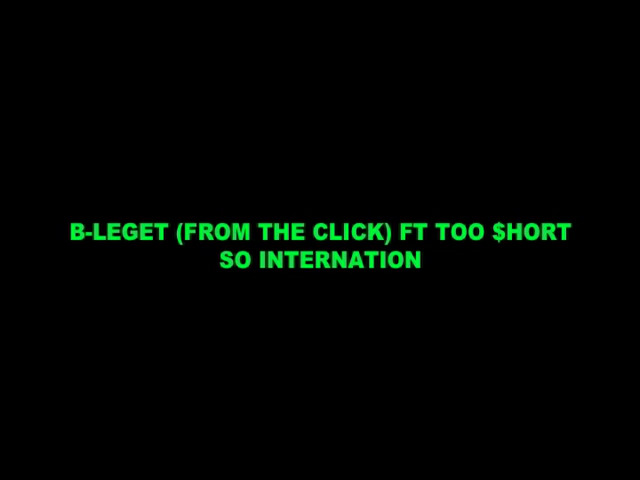 B-LEGET (FROM THE CLICK) FT TOO $HORT
SO INTERNATION